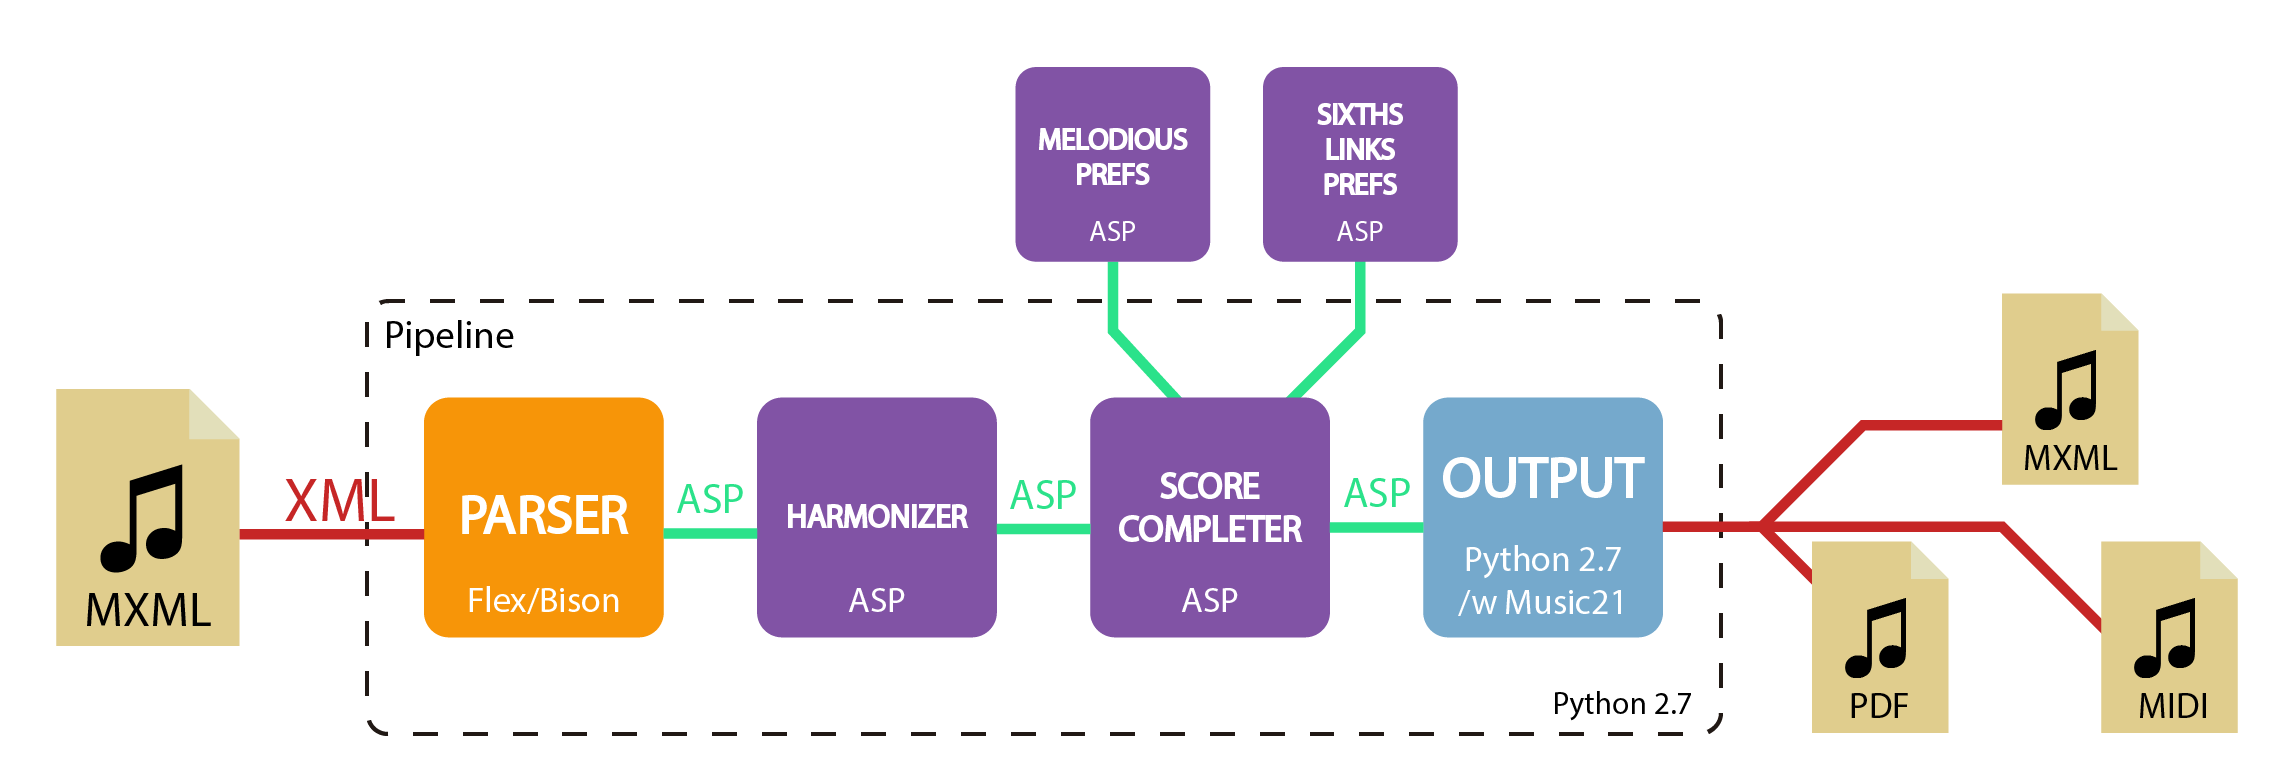 MELODIOUS
PREFS
ASP
SIXTHS
LINKS
PREFS
ASP
Pipeline
MXML
XML
PARSER
Flex/Bison
ASP
HARMONIZER
ASP
ASP
SCORE
COMPLETER
ASP
ASP
OUTPUT
Python 2.7
/w Music21
Python 2.7
MXML
PDF
MIDI